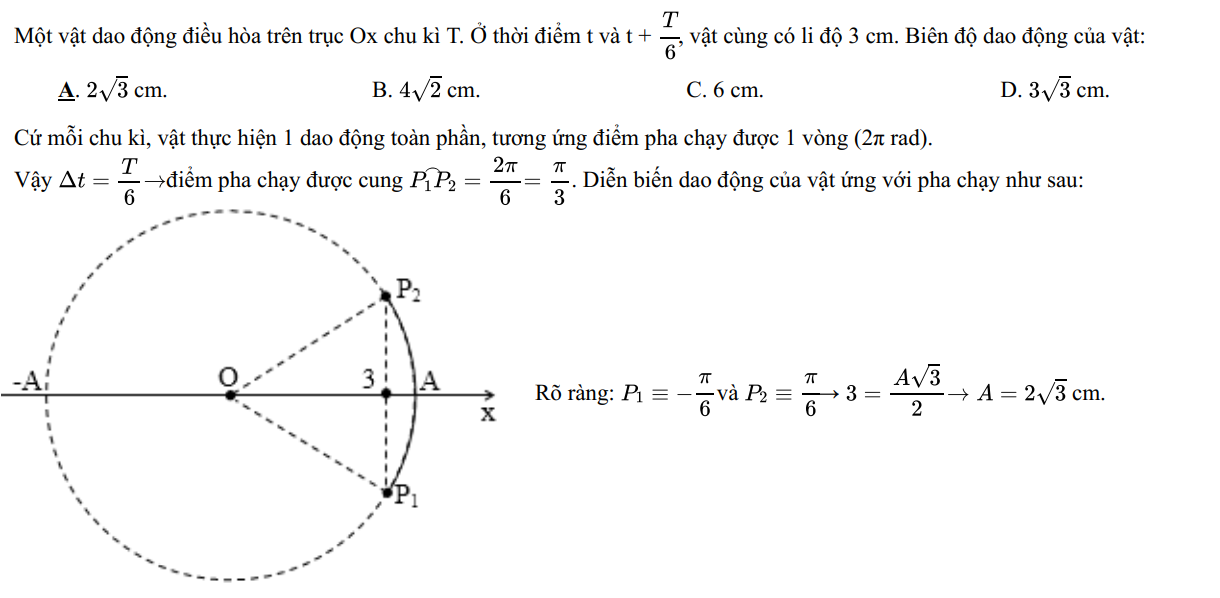 Một vật dao động điều hòa trên trục Ox chu kì T. Ở thời điểm t và t + $\frac{T}{6}$, vật cùng có li độ 3 cm. Biên độ dao động của vật:
A. $2\sqrt{3}$ cm. B. $4\sqrt{2}$ cm. C. 6 cm. D. $3\sqrt{3}$ cm.
Cứ mỗi chu kì, vật thực hiện 1 dao động toàn phần, tương ứng điểm pha chạy được 1 vòng (2π rad).
Vậy $\Delta t = \frac{T}{6}$ →điểm pha chạy được cung $\overset{\frown}{P_1P_2} = \frac{2\pi}{6} = \frac{\pi}{3}$. Diễn biến dao động của vật ứng với pha chạy như sau:
P₂
-A O 3 A
x
Rõ ràng: $P_1 \equiv -\frac{\pi}{6}$ và $P_2 \equiv \frac{\pi}{6} \rightarrow 3 = \frac{A\sqrt{3}}{2} \rightarrow A = 2\sqrt{3}$ cm.
P₁